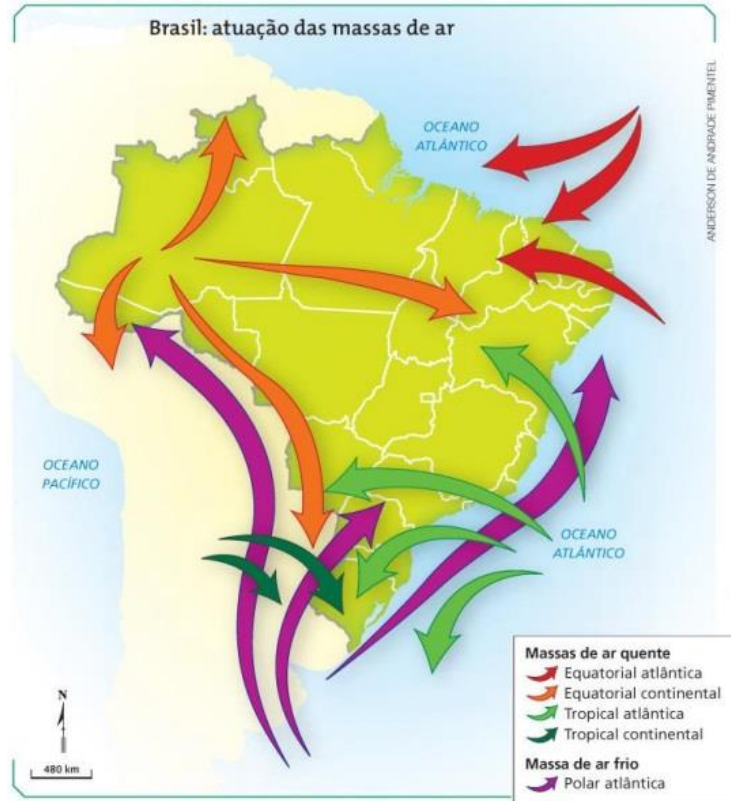 Brasil: atuação das massas de ar
ANDERSON DE ANDRADE PIMENTEL
OCEANO
ATLÂNTICO
OCEANO
PACÍFICO
OCEANO
ATLÂNTICO
N
480 km
Massas de ar quente
Equatorial atlântica
Equatorial continental
Tropical atlântica
Tropical continental
Massa de ar frio
Polar atlântica